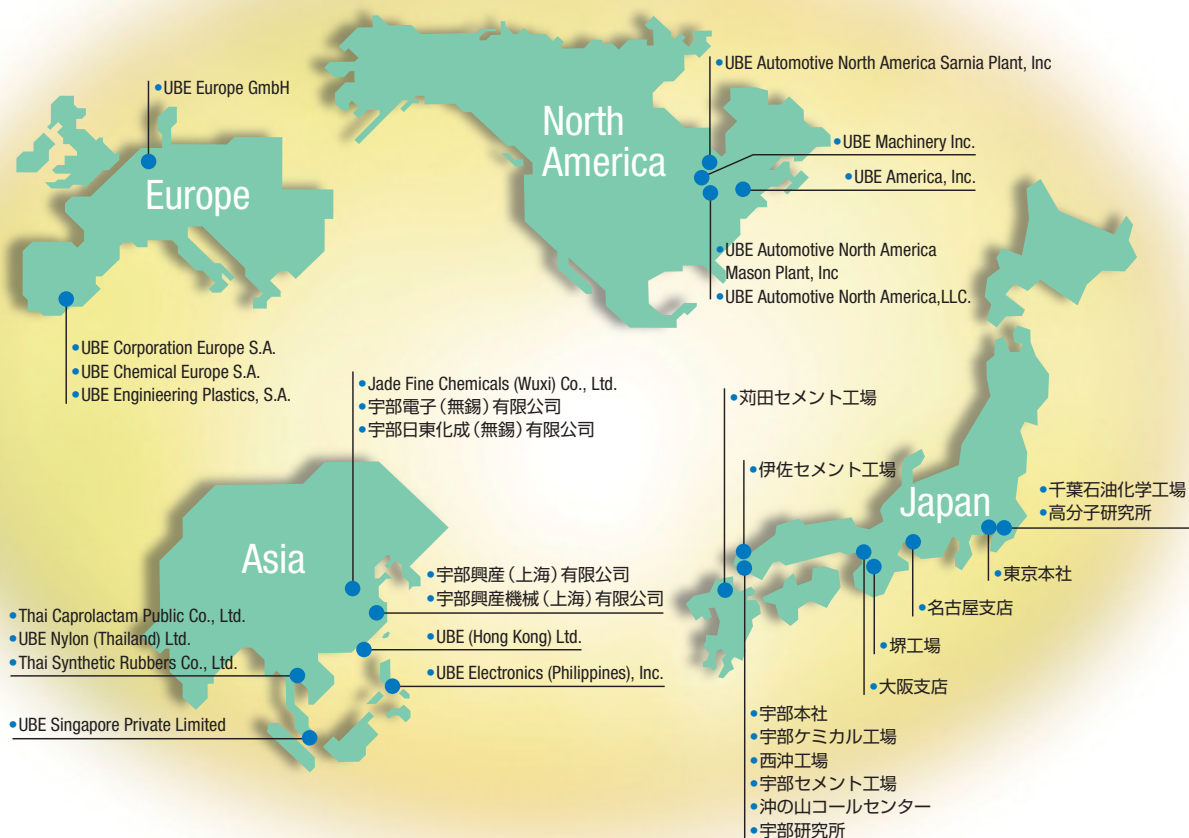 UBE Europe GmbH
Europe
UBE Corporation Europe S.A.
UBE Chemical Europe S.A.
UBE Enginieering Plastics, S.A.
North
America
UBE Automotive North America Sarnia Plant, Inc
UBE Machinery Inc.
UBE America, Inc.
UBE Automotive North America
Mason Plant, Inc
UBE Automotive North America,LLC.
Asia
Jade Fine Chemicals (Wuxi) Co., Ltd.
宇部電子(無錫)有限公司
宇部日東化成(無錫)有限公司
宇部興産(上海)有限公司
宇部興産機械(上海)有限公司
UBE (Hong Kong) Ltd.
UBE Electronics (Philippines), Inc.
Thai Caprolactam Public Co., Ltd.
UBE Nylon (Thailand) Ltd.
Thai Synthetic Rubbers Co., Ltd.
UBE Singapore Private Limited
Japan
苅田セメント工場
伊佐セメント工場
千葉石油化学工場
高分子研究所
東京本社
名古屋支店
堺工場
大阪支店
宇部本社
宇部ケミカル工場
西沖工場
宇部セメント工場
沖の山コールセンター
宇部研究所